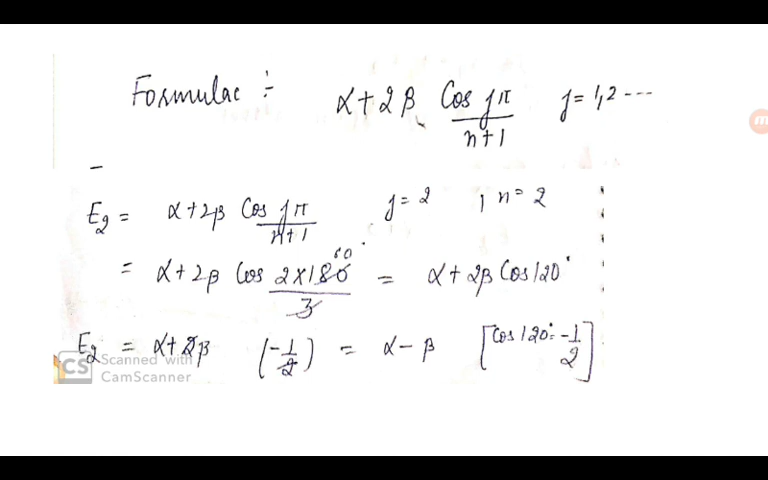 Formulae :- α+2β Cos jπ/n+1 j=1,2 ---
E2 = α+2β Cos jπ/n+1 j=2 , n=2
= α+2β Cos 2×180°/3 60 = α+2β Cos 120°
E2 = α+2β (-1/2) = α-β [Cos 120°= -1/2]
CS Scanned with
CamScanner